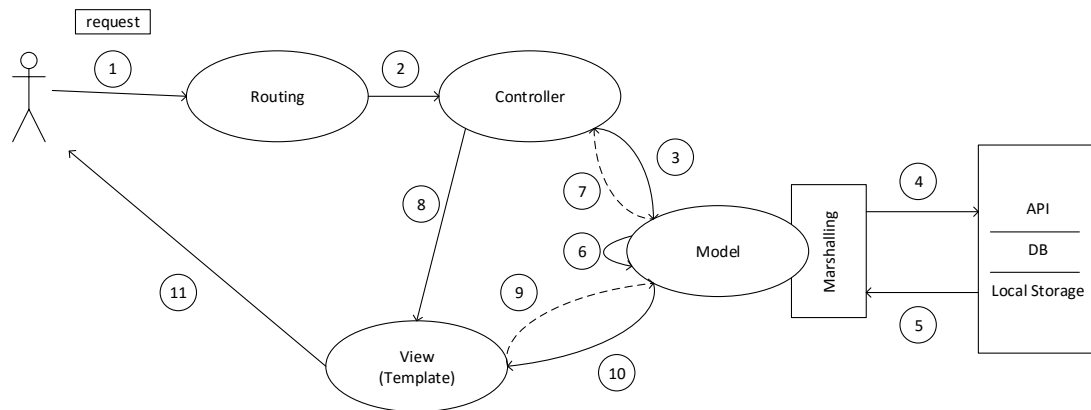 request
1
2
Routing
Controller
3
7
4
8
API
6
Model
Marshalling
DB
9
Local Storage
11
5
View
(Template)
10